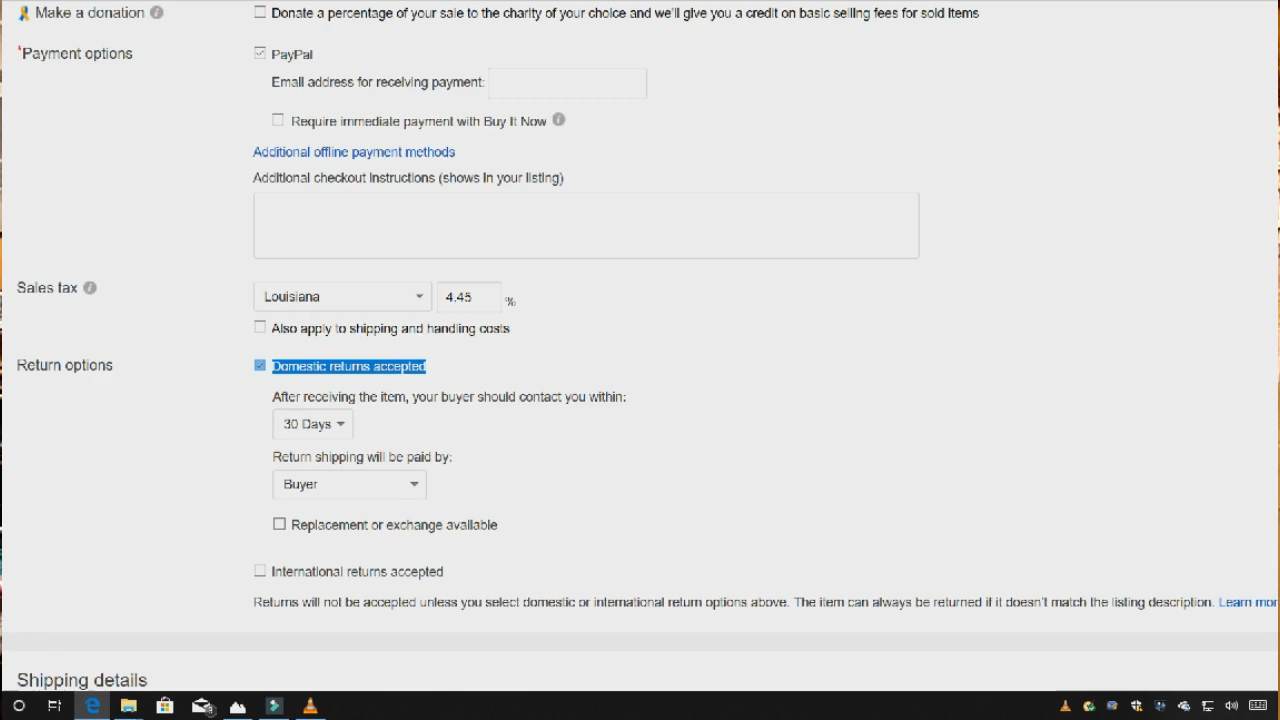 Make a donation
Donate a percentage of your sale to the charity of your choice and we'll give you a credit on basic selling fees for sold items
*Payment options
PayPal
Email address for receiving payment:
Require immediate payment with Buy It Now
Additional offline payment methods
Additional checkout instructions (shows in your listing)
Sales tax
Louisiana 4.45 %
Also apply to shipping and handling costs
Return options
Domestic returns accepted
After receiving the item, your buyer should contact you within:
30 Days
Return shipping will be paid by:
Buyer
Replacement or exchange available
International returns accepted
Returns will not be accepted unless you select domestic or international return options above. The item can always be returned if it doesn't match the listing description. Learn mor
Shipping details